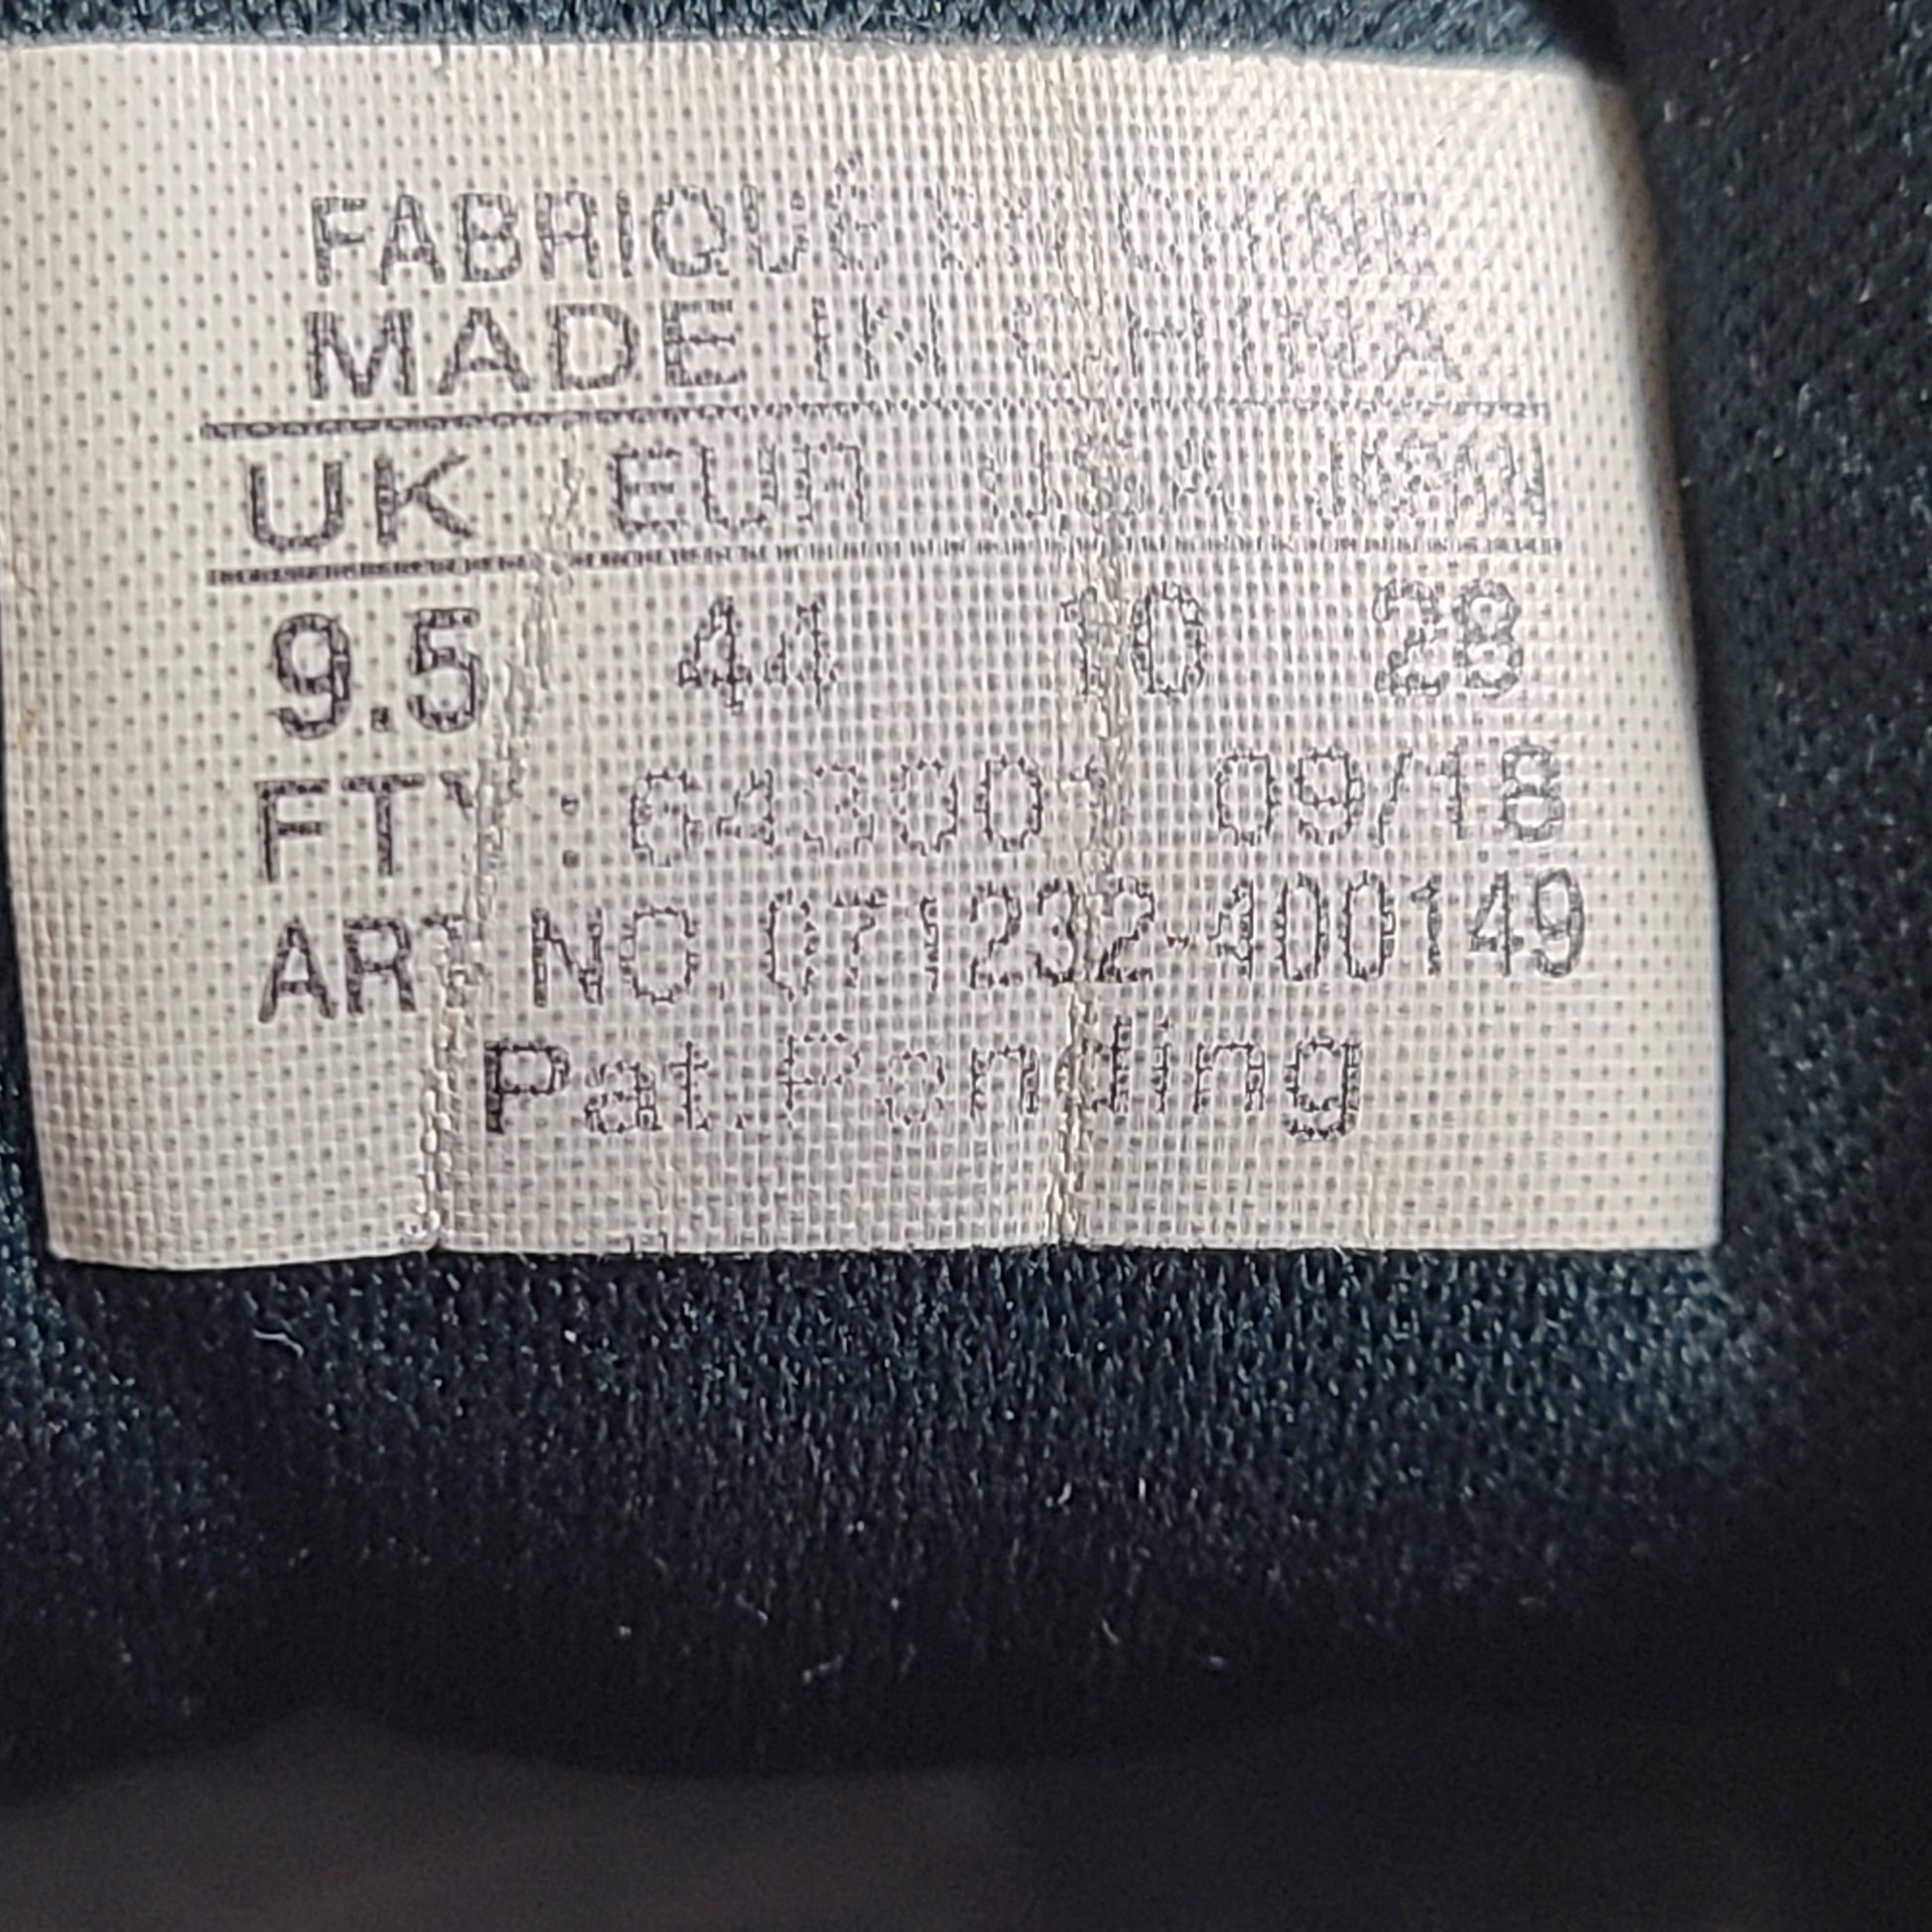 FABRIQUÉ EN CHINE
MADE IN CHINA
UK EUR USA JAPAN
9.5 44 10 28
FTY : 643001 09/18
ART NO. 071232-400149
Pat.Pending